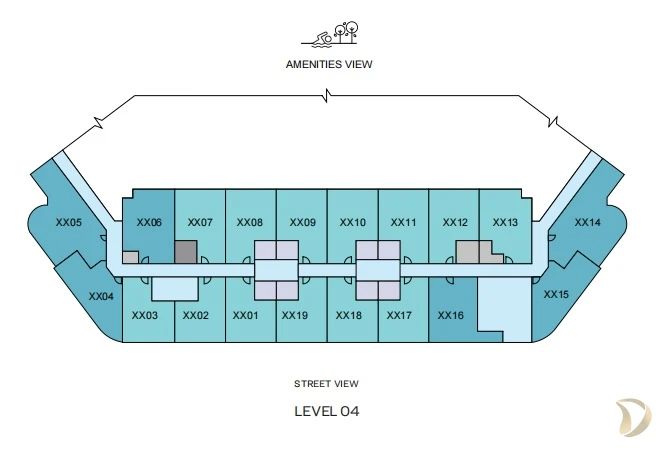 AMENITIES VIEW
XX05 XX06 XX07 XX08 XX09 XX10 XX11 XX12 XX13 XX14
XX04 XX15
XX03 XX02 XX01 XX19 XX18 XX17 XX16
STREET VIEW
LEVEL 04